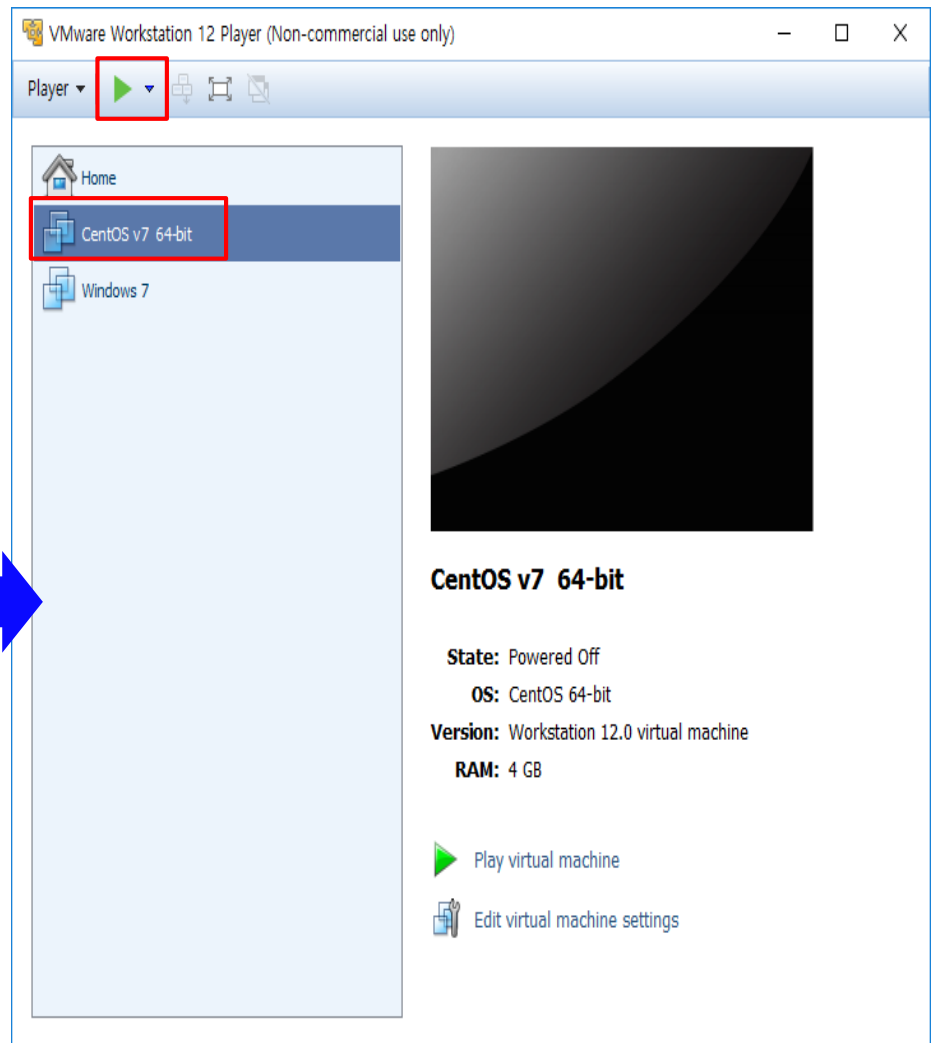 VMware Workstation 12 Player (Non-commercial use only)
Player
Home
CentOS v7 64-bit
Windows 7
CentOS v7 64-bit
State: Powered Off
OS: CentOS 64-bit
Version: Workstation 12.0 virtual machine
RAM: 4 GB
Play virtual machine
Edit virtual machine settings